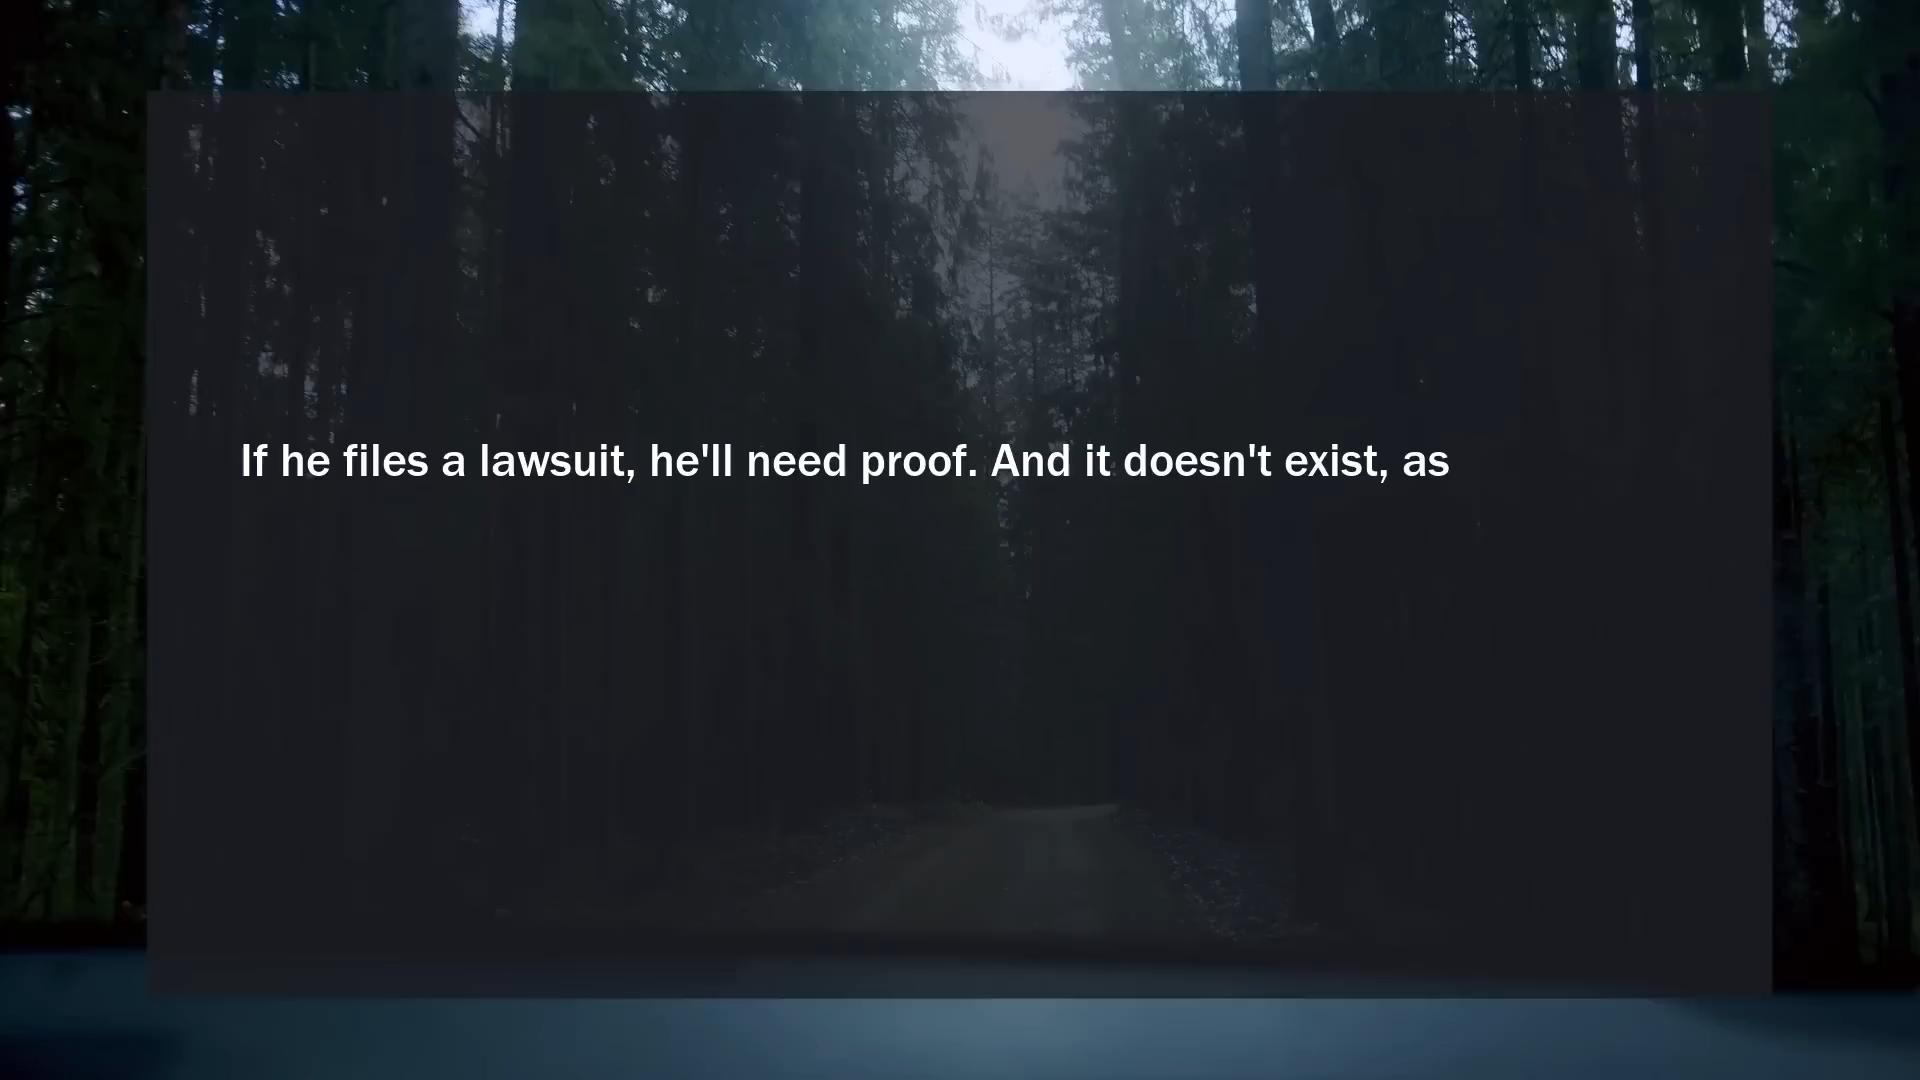 If he files a lawsuit, he'll need proof. And it doesn't exist, as